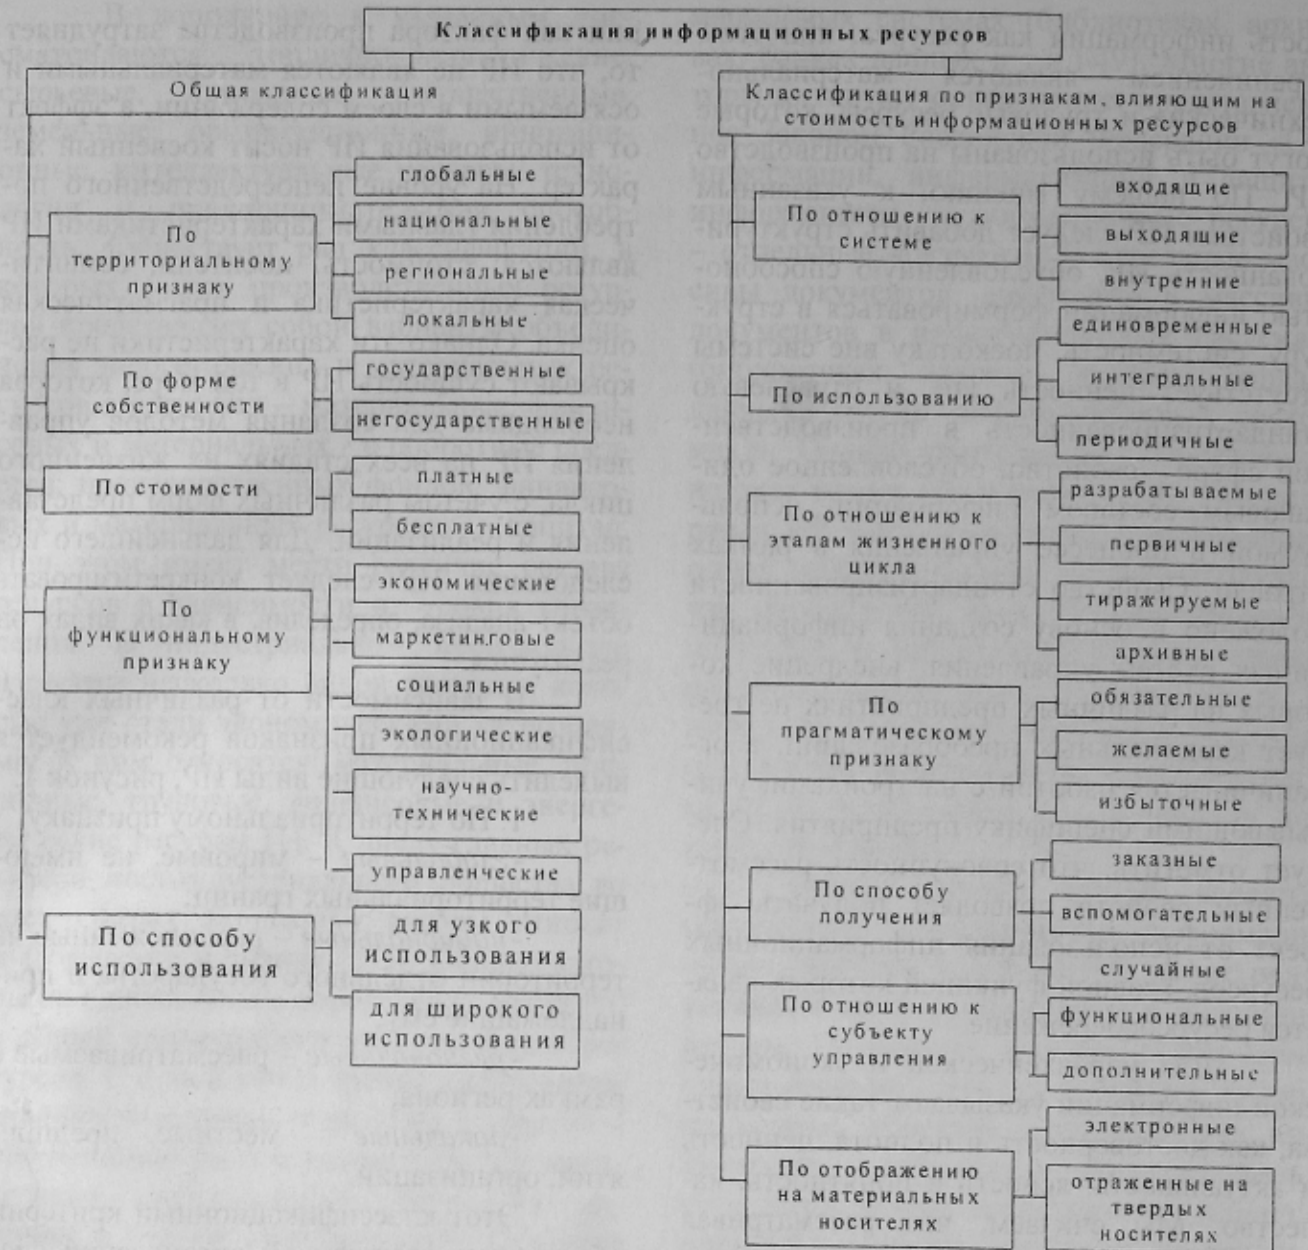 Классификация информационных ресурсов
Общая классификация
По
территориальному
признаку
глобальные
национальные
региональные
локальные
По форме
собственности
государственные
негосударственные
По стоимости
платные
бесплатные
По
функциональному
признаку
экономические
маркетинговые
социальные
экологические
научно-
технические
управленческие
По способу
использования
для узкого
использования
для широкого
использования
Классификация по признакам, влияющим на
стоимость информационных ресурсов
По отношению к
системе
входящие
выходящие
внутренние
По использованию
единовременные
интегральные
периодичные
По отношению к
этапам жизненного
цикла
разрабатываемые
первичные
тиражируемые
архивные
По
прагматическому
признаку
обязательные
желаемые
избыточные
По способу
получения
заказные
вспомогательные
случайные
По отношению к
субъекту
управления
функциональные
дополнительные
По отображению
на материальных
носителях
электронные
отраженные на
твердых
носителях